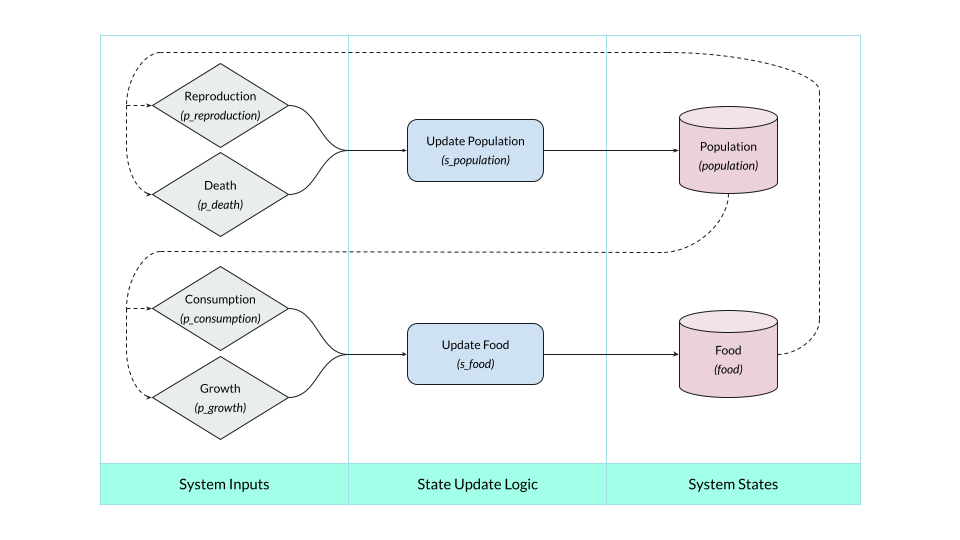 Reproduction
(p_reproduction)
Death
(p_death)
Update Population
(s_population)
Population
(population)
Consumption
(p_consumption)
Growth
(p_growth)
Update Food
(s_food)
Food
(food)
System Inputs
State Update Logic
System States